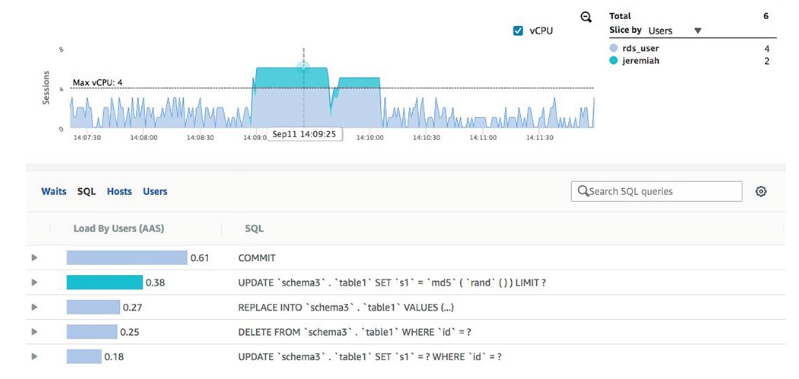 Total 6
vCPU
Slice by Users
rds_user 4
jeremiah 2
Max vCPU: 4
Sessions
0
14:07:30 14:08:00 14:08:30 14:09:0 Sep11 14:09:25 14:10:00 14:10:30 14:11:00 14:11:30
Waits SQL Hosts Users
Search SQL queries
Load By Users (AAS) SQL
0.61 COMMIT
0.38 UPDATE `schema3` . `table1` SET `s1` = `md5` ( `rand` ( ) ) LIMIT ?
0.27 REPLACE INTO `schema3` . `table1` VALUES (...)
0.25 DELETE FROM `schema3` . `table1` WHERE `id` = ?
0.18 UPDATE `schema3` . `table1` SET `s1` = ? WHERE `id` = ?